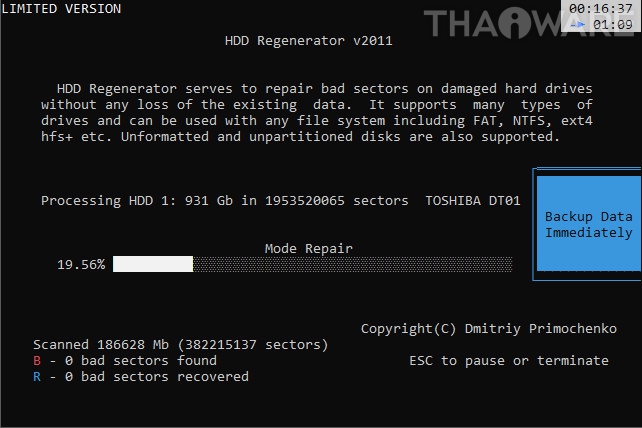 LIMITED VERSION
THAiWARE
00:16:37
01:09
HDD Regenerator v2011
HDD Regenerator serves to repair bad sectors on damaged hard drives
without any loss of the existing data. It supports many types of
drives and can be used with any file system including FAT, NTFS, ext4
hfs+ etc. Unformatted and unpartitioned disks are also supported.
Processing HDD 1: 931 Gb in 1953520065 sectors TOSHIBA DT01
Backup Data
Immediately
Mode Repair
19.56%
Copyright(C) Dmitriy Primochenko
Scanned 186628 Mb (382215137 sectors)
B - 0 bad sectors found
ESC to pause or terminate
R - 0 bad sectors recovered